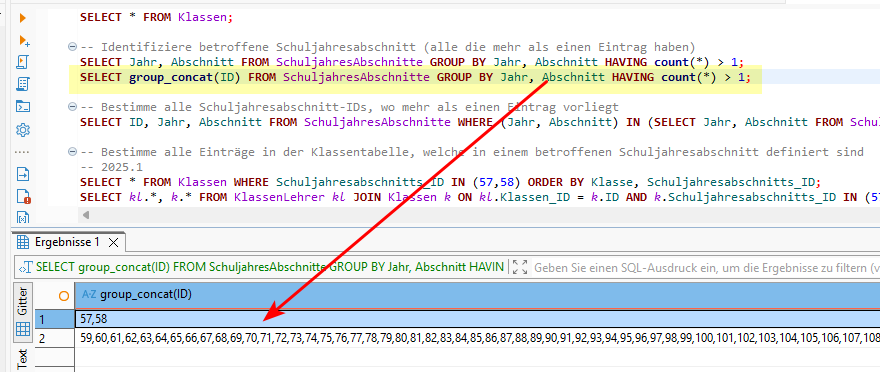 SELECT * FROM Klassen;
-- Identifiziere betroffene Schuljahresabschnitt (alle die mehr als einen Eintrag haben)
SELECT Jahr, Abschnitt FROM SchuljahresAbschnitte GROUP BY Jahr, Abschnitt HAVING count(*) > 1;
SELECT group_concat(ID) FROM SchuljahresAbschnitte GROUP BY Jahr, Abschnitt HAVING count(*) > 1;
-- Bestimme alle Schuljahresabschnitt-IDs, wo mehr als einen Eintrag vorliegt
SELECT ID, Jahr, Abschnitt FROM SchuljahresAbschnitte WHERE (Jahr, Abschnitt) IN (SELECT Jahr, Abschnitt FROM Schul
-- Bestimme alle Einträge in der Klassentabelle, welche in einem betroffenen Schuljahresabschnitt definiert sind
-- 2025.1
SELECT * FROM Klassen WHERE Schuljahresabschnitts_ID IN (57,58) ORDER BY Klasse, Schuljahresabschnitts_ID;
SELECT kl.*, k.* FROM KlassenLehrer kl JOIN Klassen k ON kl.Klassen_ID = k.ID AND k.Schuljahresabschnitts_ID IN (57
Ergebnisse 1
SELECT group_concat(ID) FROM SchuljahresAbschnitte GROUP BY Jahr, Abschnitt HAVIN
Geben Sie einen SQL-Ausdruck ein, um die Ergebnisse zu filtern (v
Gitter
A-Z group_concat(ID)
1 57,58
2 59,60,61,62,63,64,65,66,67,68,69,70,71,72,73,74,75,76,77,78,79,80,81,82,83,84,85,86,87,88,89,90,91,92,93,94,95,96,97,98,99,100,101,102,103,104,105,106,107,108
Text